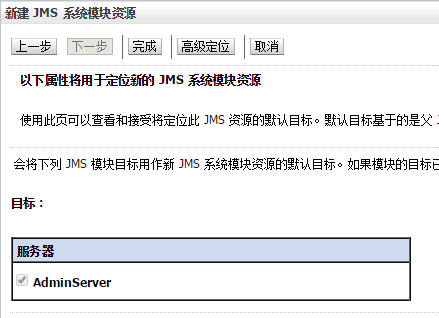 新建 JMS 系统模块资源
上一步 下一步 完成 高级定位 取消
以下属性将用于定位新的 JMS 系统模块资源
使用此页可以查看和接受将定位此 JMS 资源的默认目标。默认目标基于的是父 J
会将下列 JMS 模块目标用作新 JMS 系统模块资源的默认目标。如果模块的目标已
目标：
服务器
AdminServer